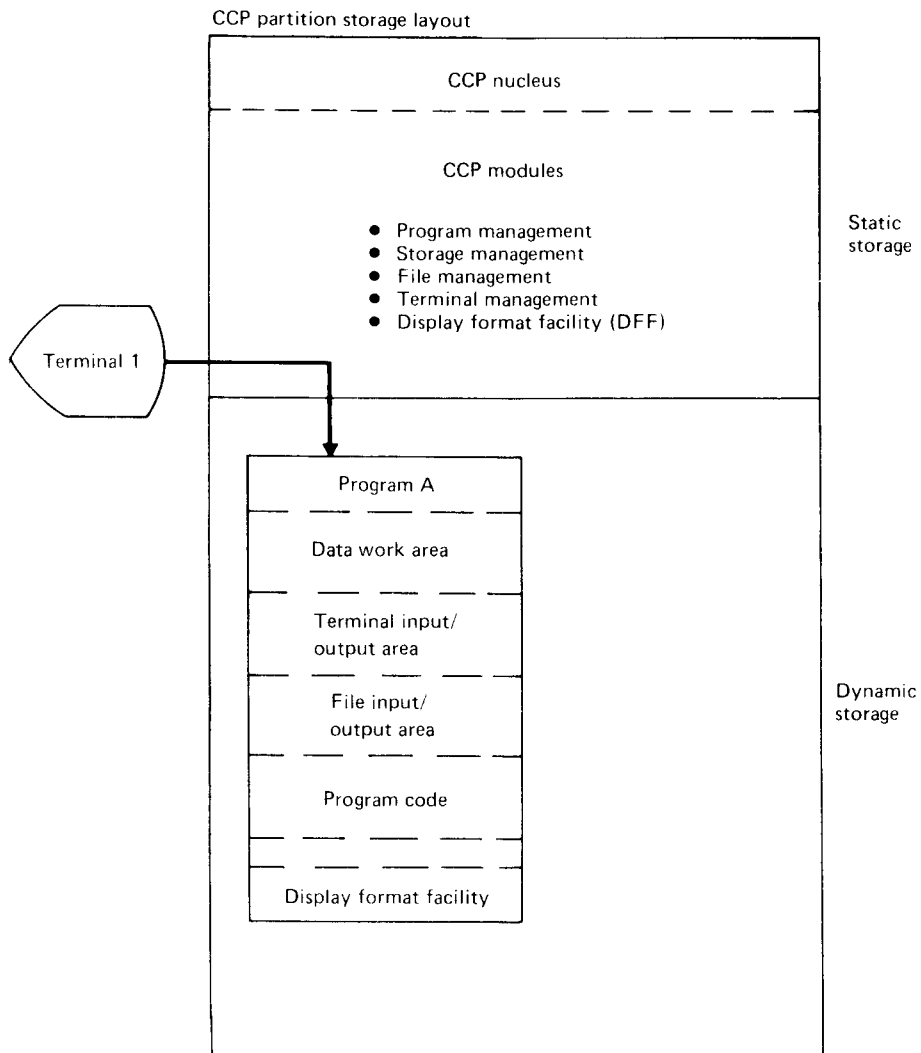 CCP partition storage layout
CCP nucleus
CCP modules
● Program management
● Storage management
● File management
● Terminal management
● Display format facility (DFF)
Static
storage
Terminal 1
Program A
Data work area
Terminal input/
output area
File input/
output area
Program code
Display format facility
Dynamic
storage